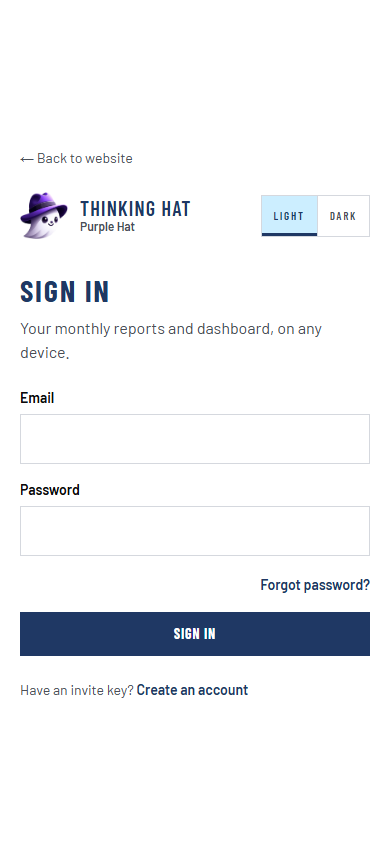 ← Back to website
THINKING HAT
Purple Hat
LIGHT
DARK
SIGN IN
Your monthly reports and dashboard, on any
device.
Email
Password
Forgot password?
SIGN IN
Have an invite key? Create an account